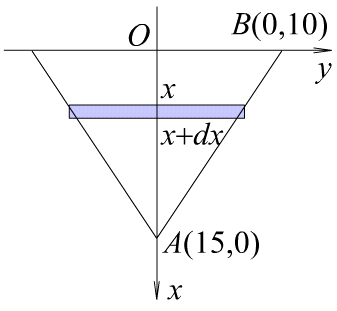 O
B(0,10)
y
x
x+dx
A(15,0)
x